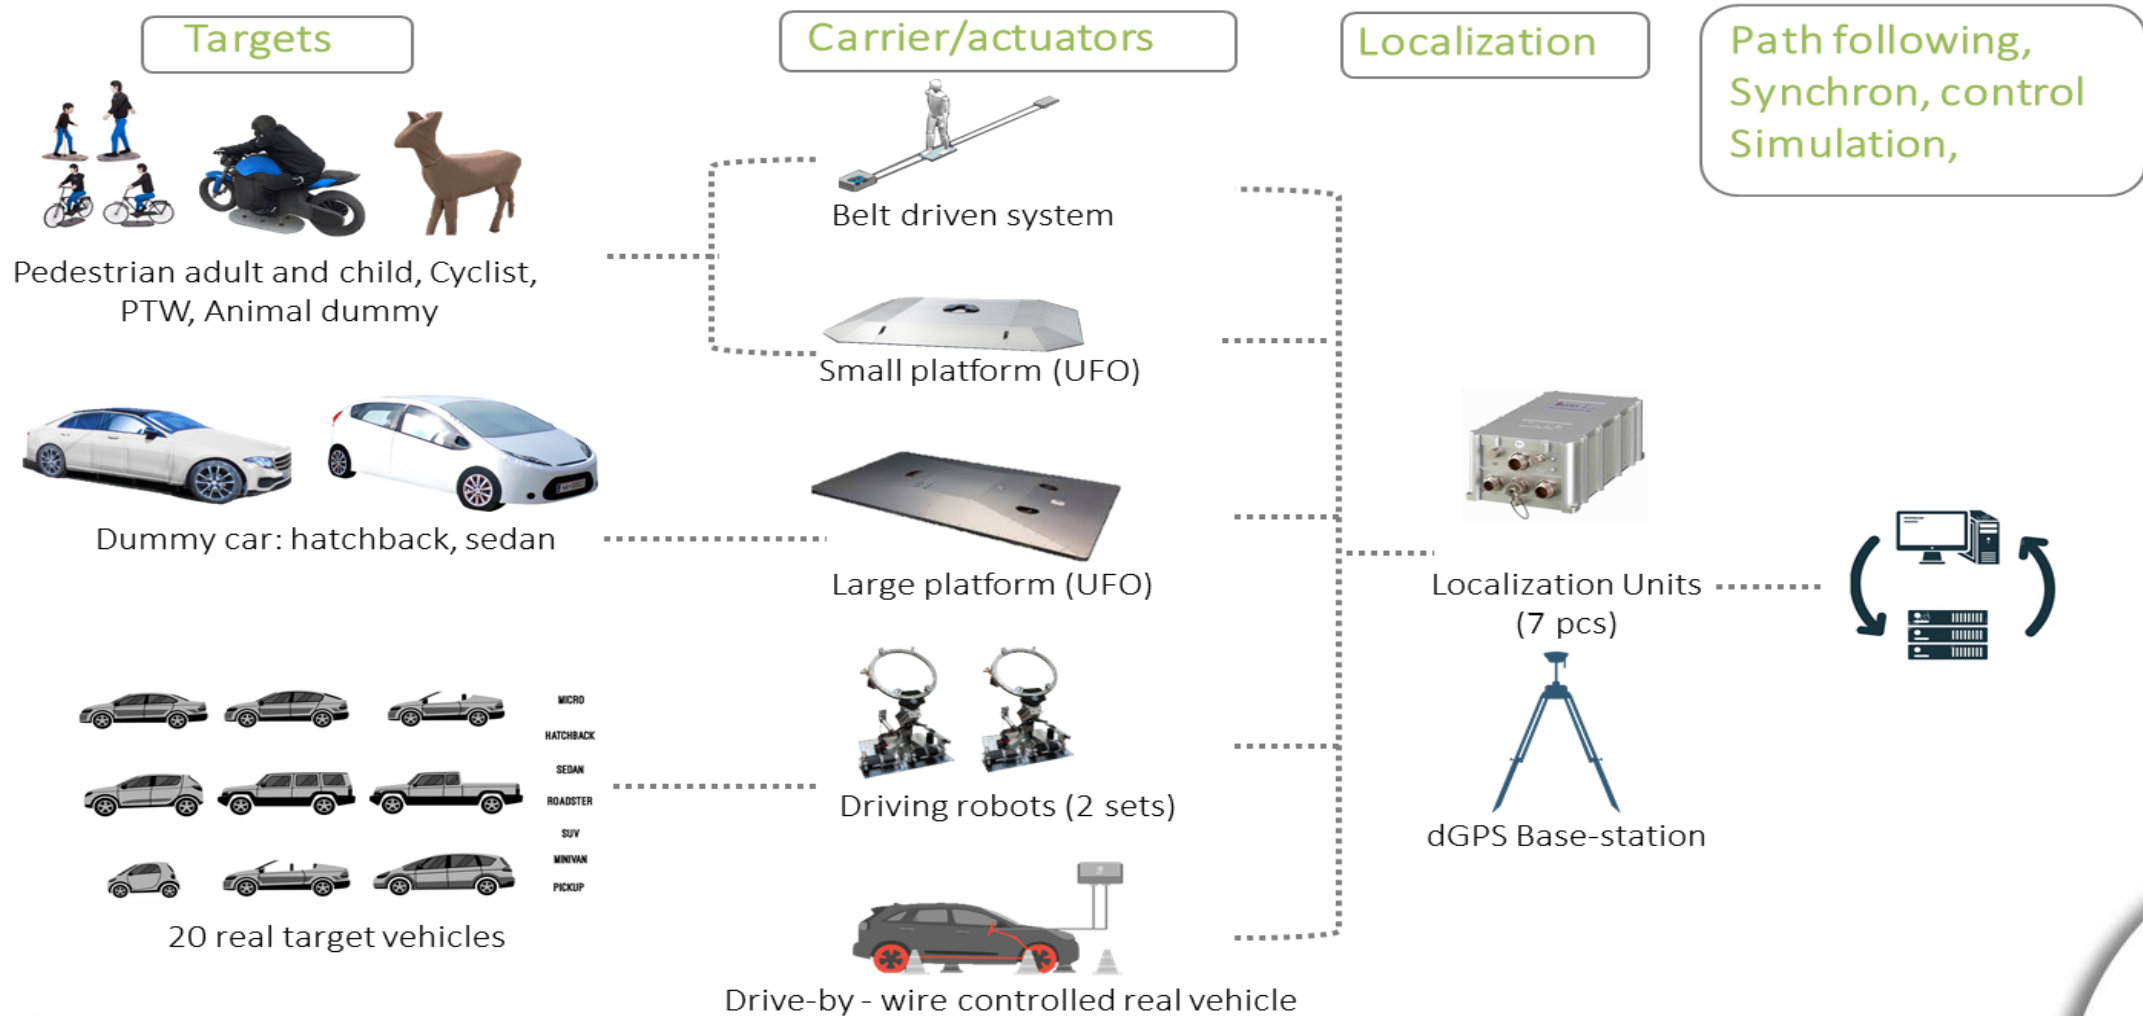 Targets
Carrier/actuators
Localization
Path following,
Synchron, control
Simulation,
Pedestrian adult and child, Cyclist,
PTW, Animal dummy
Belt driven system
Small platform (UFO)
Dummy car: hatchback, sedan
Large platform (UFO)
Localization Units
(7 pcs)
MICRO
HATCHBACK
SEDAN
ROADSTER
SUV
MINIVAN
PICKUP
20 real target vehicles
Driving robots (2 sets)
dGPS Base-station
Drive-by - wire controlled real vehicle